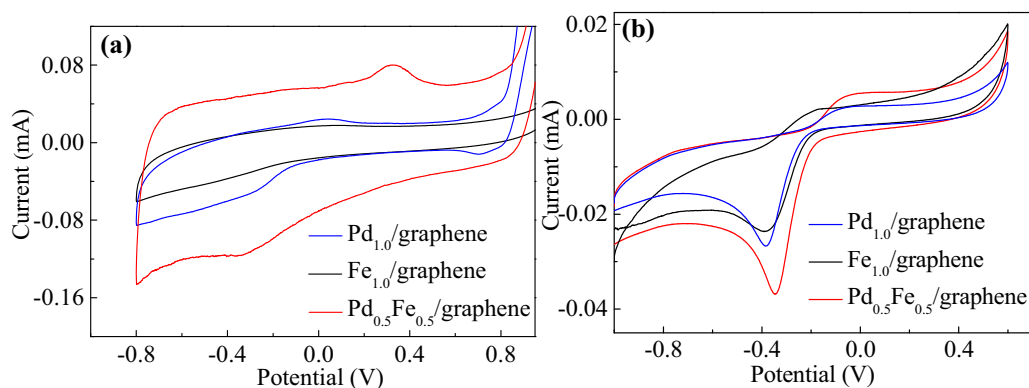 (a)
Current (mA)
0.08
0.00
-0.08
-0.16
Pd1.0/graphene
Fe1.0/graphene
Pd0.5Fe0.5/graphene
-0.8
-0.4
0.0
0.4
0.8
Potential (V)
(b)
Current (mA)
0.02
0.00
-0.02
-0.04
Pd1.0/graphene
Fe1.0/graphene
Pd0.5Fe0.5/graphene
-0.8
-0.4
0.0
0.4
Potential (V)